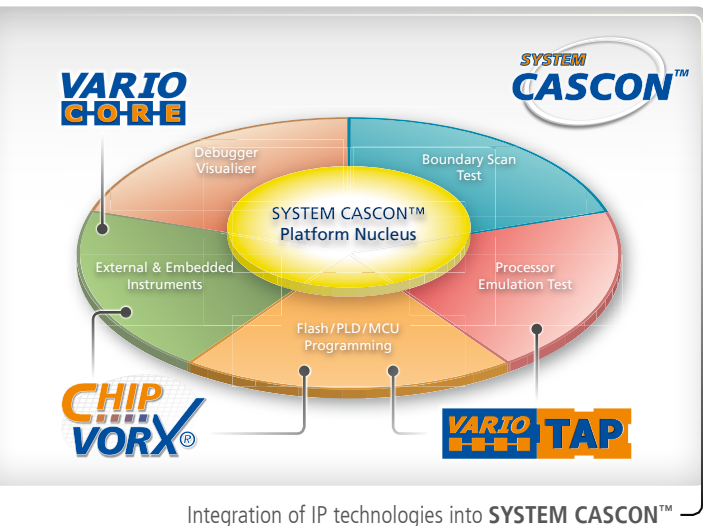 VARIO
CORE
SYSTEM
CASCON™
Debugger
Visualiser
Boundary Scan
Test
SYSTEM CASCON™
Platform Nucleus
External & Embedded
Instruments
Processor
Emulation Test
Flash/PLD/MCU
Programming
CHIP
VORX®
VARIO TAP
Integration of IP technologies into SYSTEM CASCON™